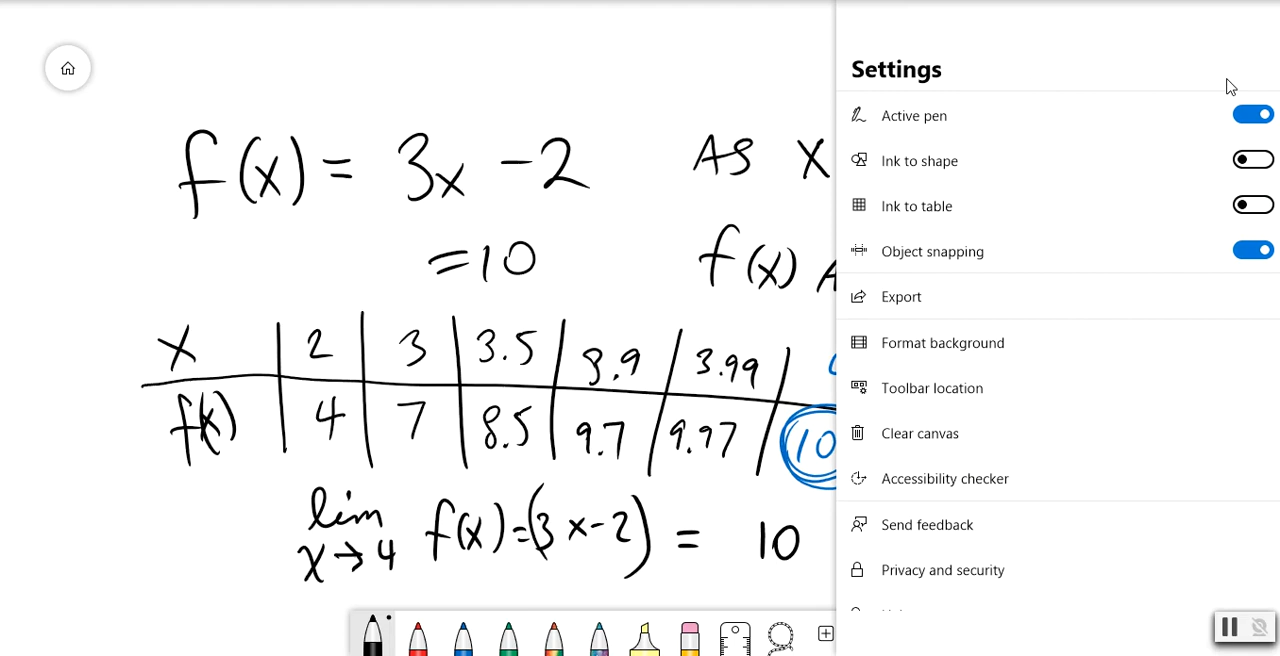 f(x) = 3x - 2
= 10
As x
f(x) A
x | 2 | 3 | 3.5 | 3.9 | 3.99 |
f(x) | 4 | 7 | 8.5 | 9.7 | 9.97 | 10
lim x→4 f(x) = (3x-2) = 10
Settings
Active pen
Ink to shape
Ink to table
Object snapping
Export
Format background
Toolbar location
Clear canvas
Accessibility checker
Send feedback
Privacy and security